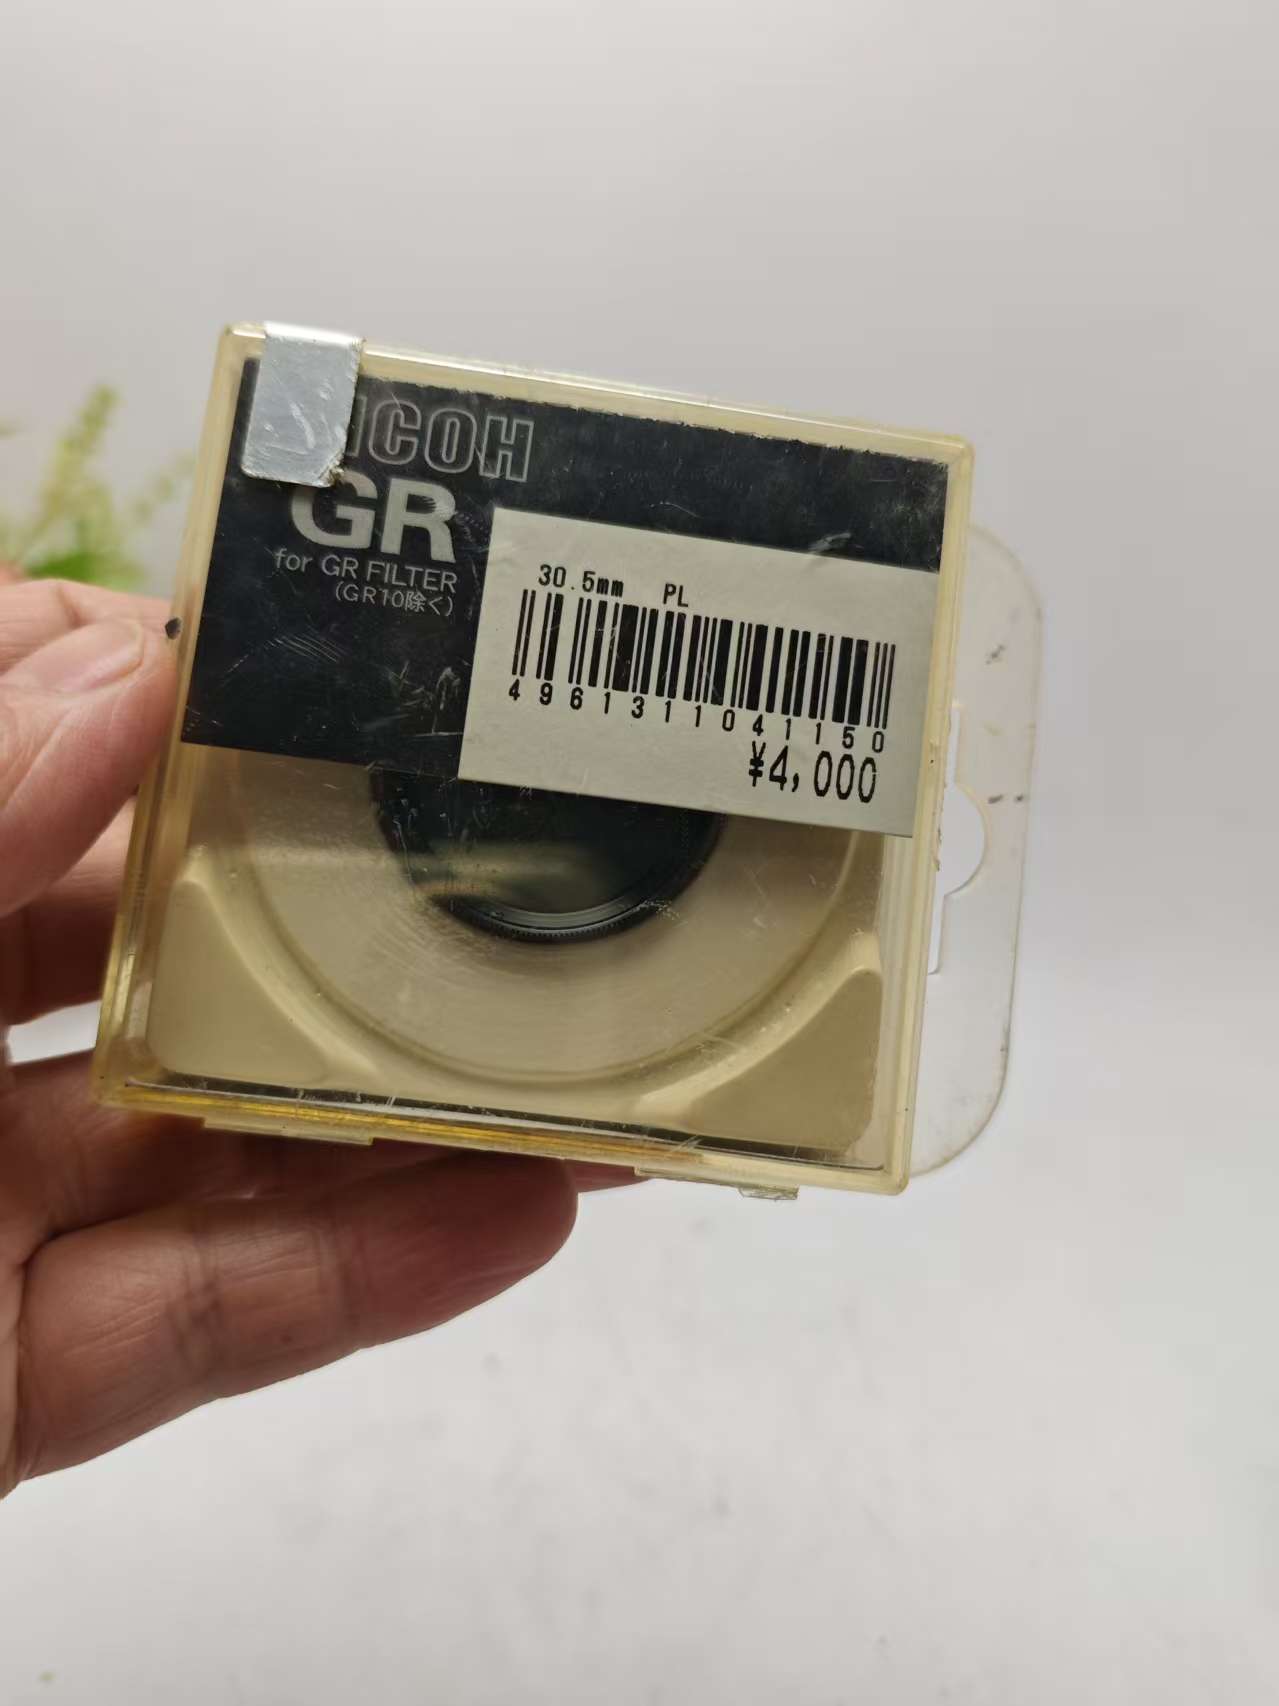 ICOH
GR
for GR FILTER
(GR10除く)
30.5mm PL
4961311041150
¥4,000